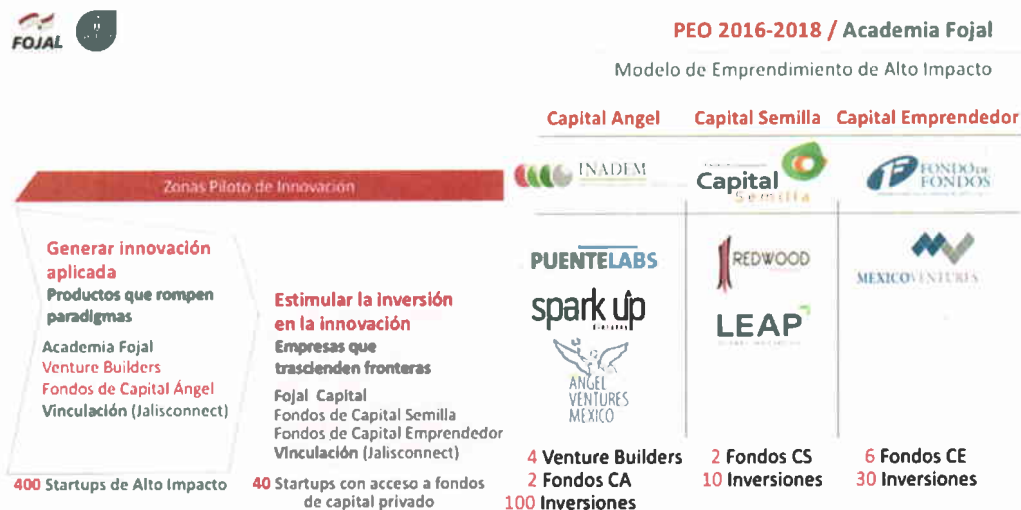 FOJAL
PEO 2016-2018 / Academia Fojal
Modelo de Emprendimiento de Alto Impacto
Capital Angel
Capital Semilla
Capital Emprendedor
Zonas Piloto de Innovación
INADEM
Capital
Semilla
FONDO DE
FONDOS
Generar innovación
aplicada
Productos que rompen
paradigmas
Academia Fojal
Venture Builders
Fondos de Capital Ángel
Vinculación (Jalisconnect)
400 Startups de Alto Impacto
Estimular la inversión
en la innovación
Empresas que
trascienden fronteras
Fojal Capital
Fondos de Capital Semilla
Fondos de Capital Emprendedor
Vinculación (Jalisconnect)
40 Startups con acceso a fondos
de capital privado
PUENTELABS
spark up
ANGEL
VENTURES
MEXICO
4 Venture Builders
2 Fondos CA
100 Inversiones
REDWOOD
LEAP
2 Fondos CS
10 Inversiones
MEXICOVENTURES
6 Fondos CE
30 Inversiones